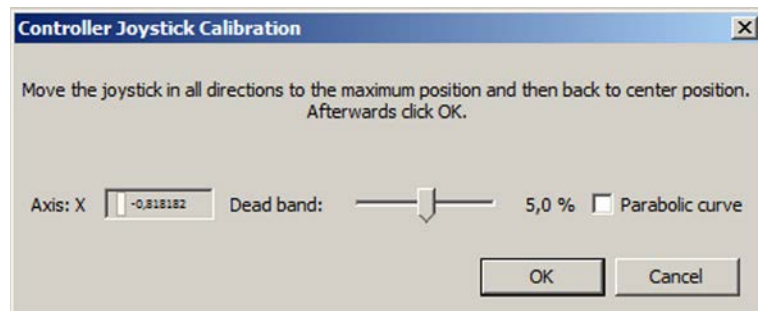 Controller Joystick Calibration
Move the joystick in all directions to the maximum position and then back to center position.
Afterwards click OK.
Axis: X -0,818182 Dead band: 5,0 % Parabolic curve
OK Cancel